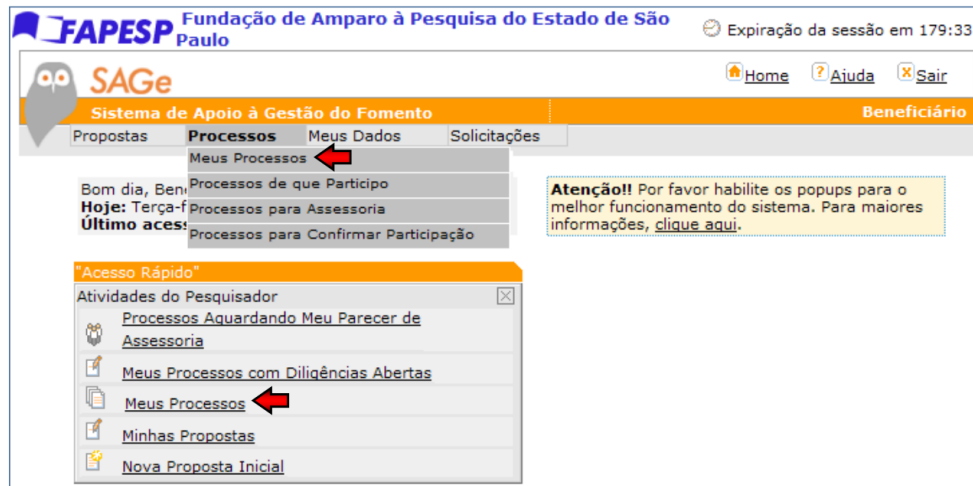 FAPESP Fundação de Amparo à Pesquisa do Estado de São
Paulo
Expiração da sessão em 179:33
SAGe
Home ? Ajuda x Sair
Sistema de Apoio à Gestão do Fomento
Beneficiário
Propostas Processos Meus Dados Solicitações
Meus Processos
Processos de que Participo
Processos para Assessoria
Processos para Confirmar Participação
Bom dia, Ben
Hoje: Terça-f
Último aces
Atenção!! Por favor habilite os popups para o
melhor funcionamento do sistema. Para maiores
informações, clique aqui.
"Acesso Rápido"
Atividades do Pesquisador
Processos Aguardando Meu Parecer de
Assessoria
Meus Processos com Diligências Abertas
Meus Processos
Minhas Propostas
Nova Proposta Inicial